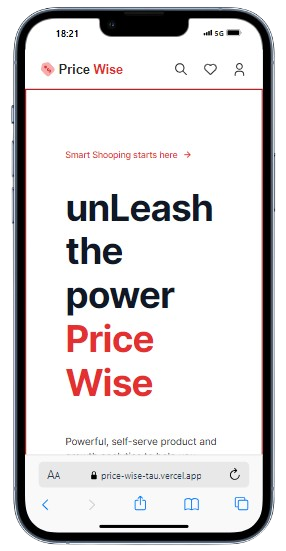 18:21
5G
Price Wise
Smart Shooping starts here →
unLeash
the
power
Price
Wise
Powerful, self-serve product and
AA
price-wise-tau.vercel.app